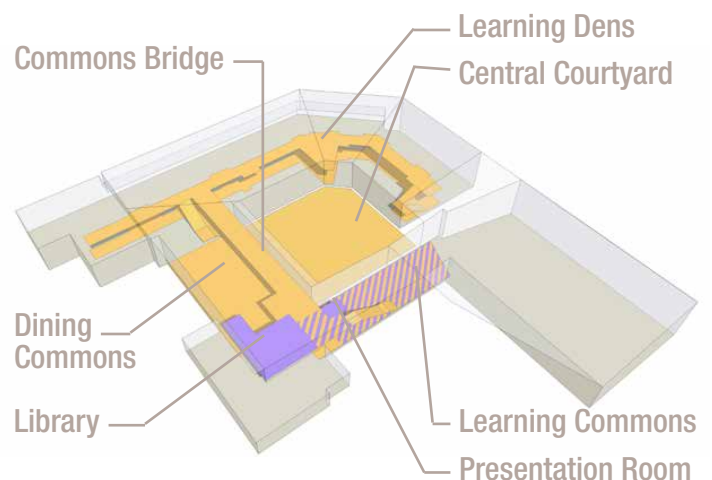 Learning Dens
Commons Bridge
Central Courtyard
Dining
Commons
Library
Learning Commons
Presentation Room